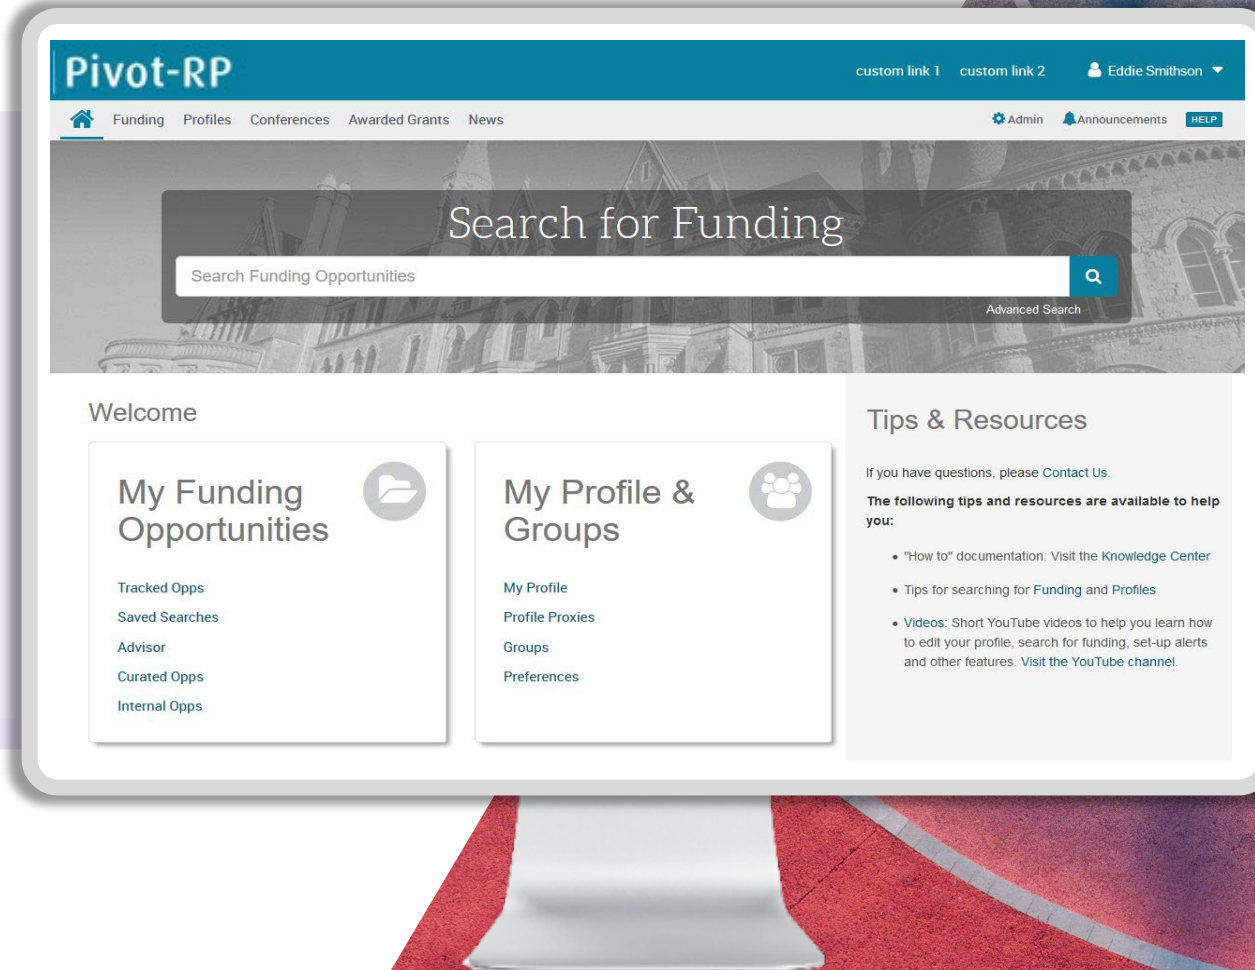 Pivot-RP
custom link 1 custom link 2 Eddie Smithson
Funding Profiles Conferences Awarded Grants News Admin Announcements HELP
Search for Funding
Search Funding Opportunities
Advanced Search
Welcome
My Funding
Opportunities
Tracked Opps
Saved Searches
Advisor
Curated Opps
Internal Opps
My Profile &
Groups
My Profile
Profile Proxies
Groups
Preferences
Tips & Resources
If you have questions, please Contact Us.
The following tips and resources are available to help
you:
• "How to" documentation: Visit the Knowledge Center
• Tips for searching for Funding and Profiles
• Videos: Short YouTube videos to help you learn how
to edit your profile, search for funding, set-up alerts
and other features. Visit the YouTube channel.